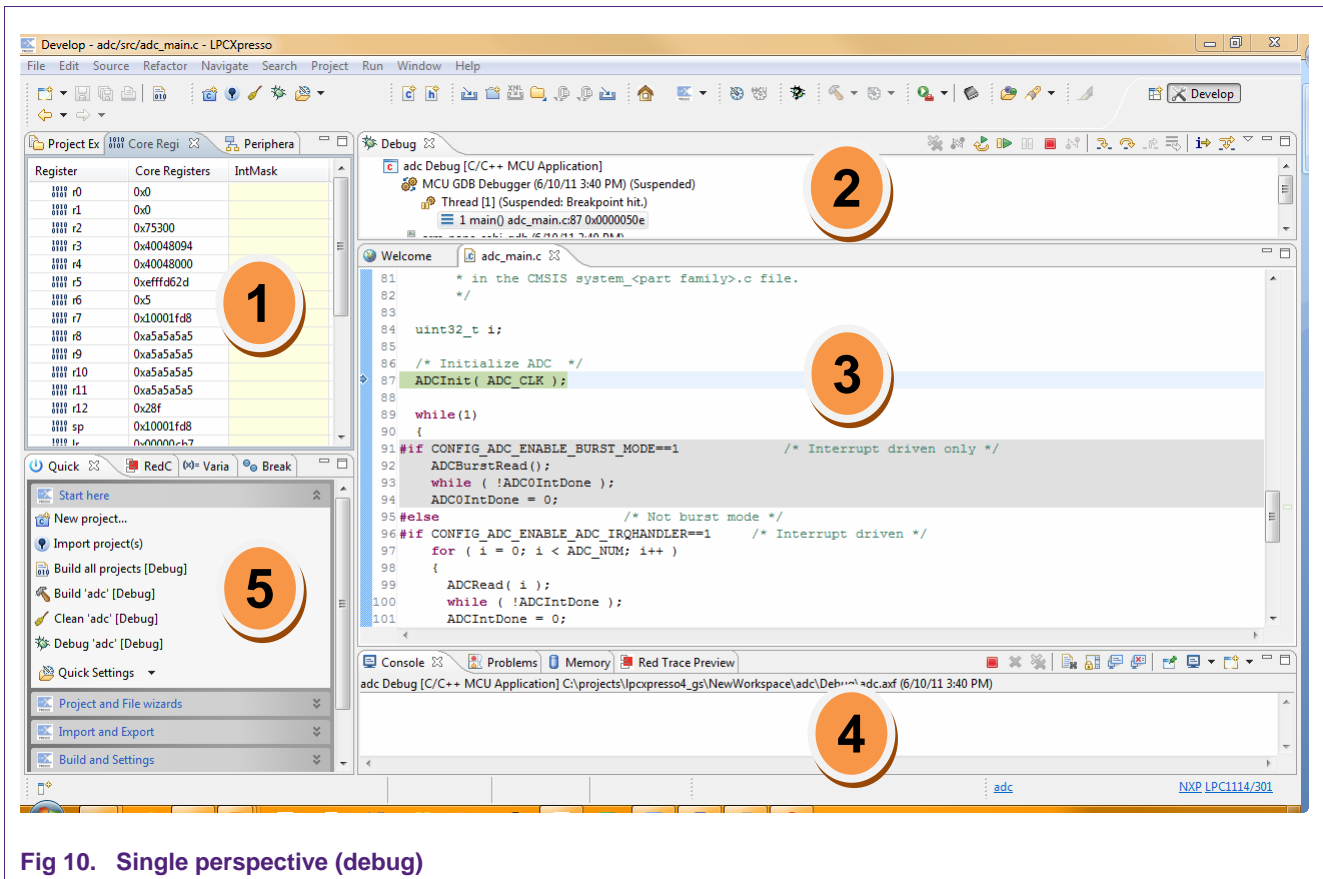 Develop - adc/src/adc_main.c - LPCXpresso
File Edit Source Refactor Navigate Search Project Run Window Help
Develop
Project Ex Core Regi Periphera
Register Core Registers IntMask
r0 0x0
r1 0x0
r2 0x75300
r3 0x40048094
r4 0x40048000
r5 0xefffd62d
r6 0x5
r7 0x10001fd8
r8 0xa5a5a5a5
r9 0xa5a5a5a5
r10 0xa5a5a5a5
r11 0xa5a5a5a5
r12 0x28f
sp 0x10001fd8
lr 0x00000cb7
1
Debug
adc Debug [C/C++ MCU Application]
MCU GDB Debugger (6/10/11 3:40 PM) (Suspended)
Thread [1] (Suspended: Breakpoint hit.)
1 main() adc_main.c:87 0x0000050e
2
Welcome adc_main.c
81 * in the CMSIS system_<part family>.c file.
82 */
83
84 uint32_t i;
85
86 /* Initialize ADC */
87 ADCInit( ADC_CLK );
88
89 while(1)
90 {
91 #if CONFIG_ADC_ENABLE_BURST_MODE==1 /* Interrupt driven only */
92 ADCBurstRead();
93 while ( !ADC0IntDone );
94 ADC0IntDone = 0;
95 #else /* Not burst mode */
96 #if CONFIG_ADC_ENABLE_ADC_IRQHANDLER==1 /* Interrupt driven */
97 for ( i = 0; i < ADC_NUM; i++ )
98 {
99 ADCRead( i );
100 while ( !ADCIntDone );
101 ADCIntDone = 0;
3
Quick RedC (x)= Varia Break
Start here
New project...
Import project(s)
Build all projects [Debug]
Build 'adc' [Debug]
Clean 'adc' [Debug]
Debug 'adc' [Debug]
Quick Settings
Project and File wizards
Import and Export
Build and Settings
5
Console Problems Memory Red Trace Preview
adc Debug [C/C++ MCU Application] C:\projects\lpcxpresso4_gs\NewWorkspace\adc\Debug\adc.axf (6/10/11 3:40 PM)
4
adc NXP LPC1114/301
Fig 10. Single perspective (debug)